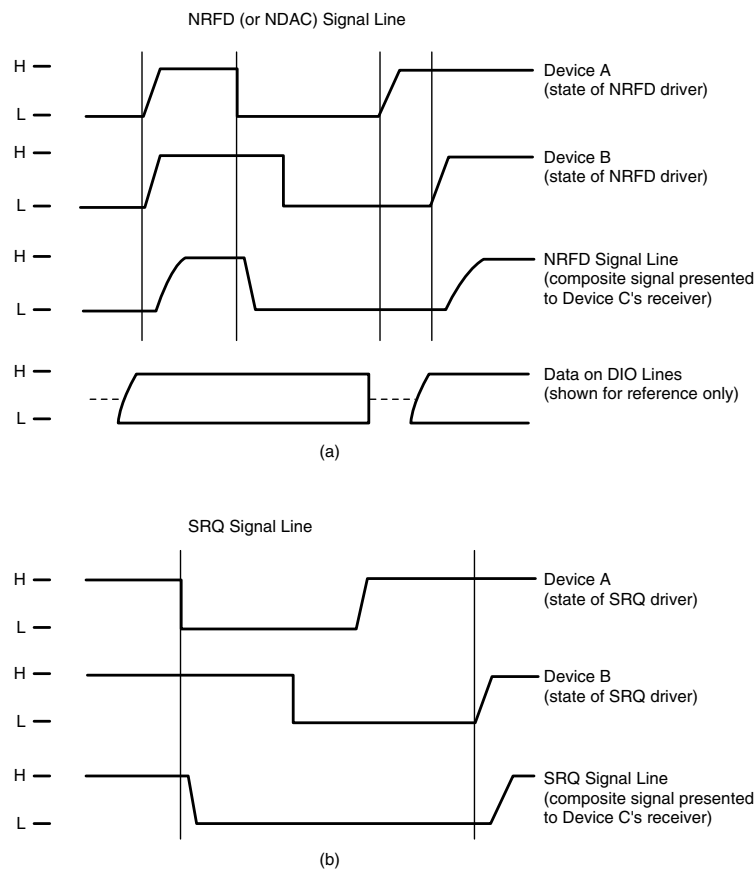 NRFD (or NDAC) Signal Line
H
L
Device A
(state of NRFD driver)
H
L
Device B
(state of NRFD driver)
H
L
NRFD Signal Line
(composite signal presented
to Device C's receiver)
H
L
Data on DIO Lines
(shown for reference only)
(a)
SRQ Signal Line
H
L
Device A
(state of SRQ driver)
H
L
Device B
(state of SRQ driver)
H
L
SRQ Signal Line
(composite signal presented
to Device C's receiver)
(b)